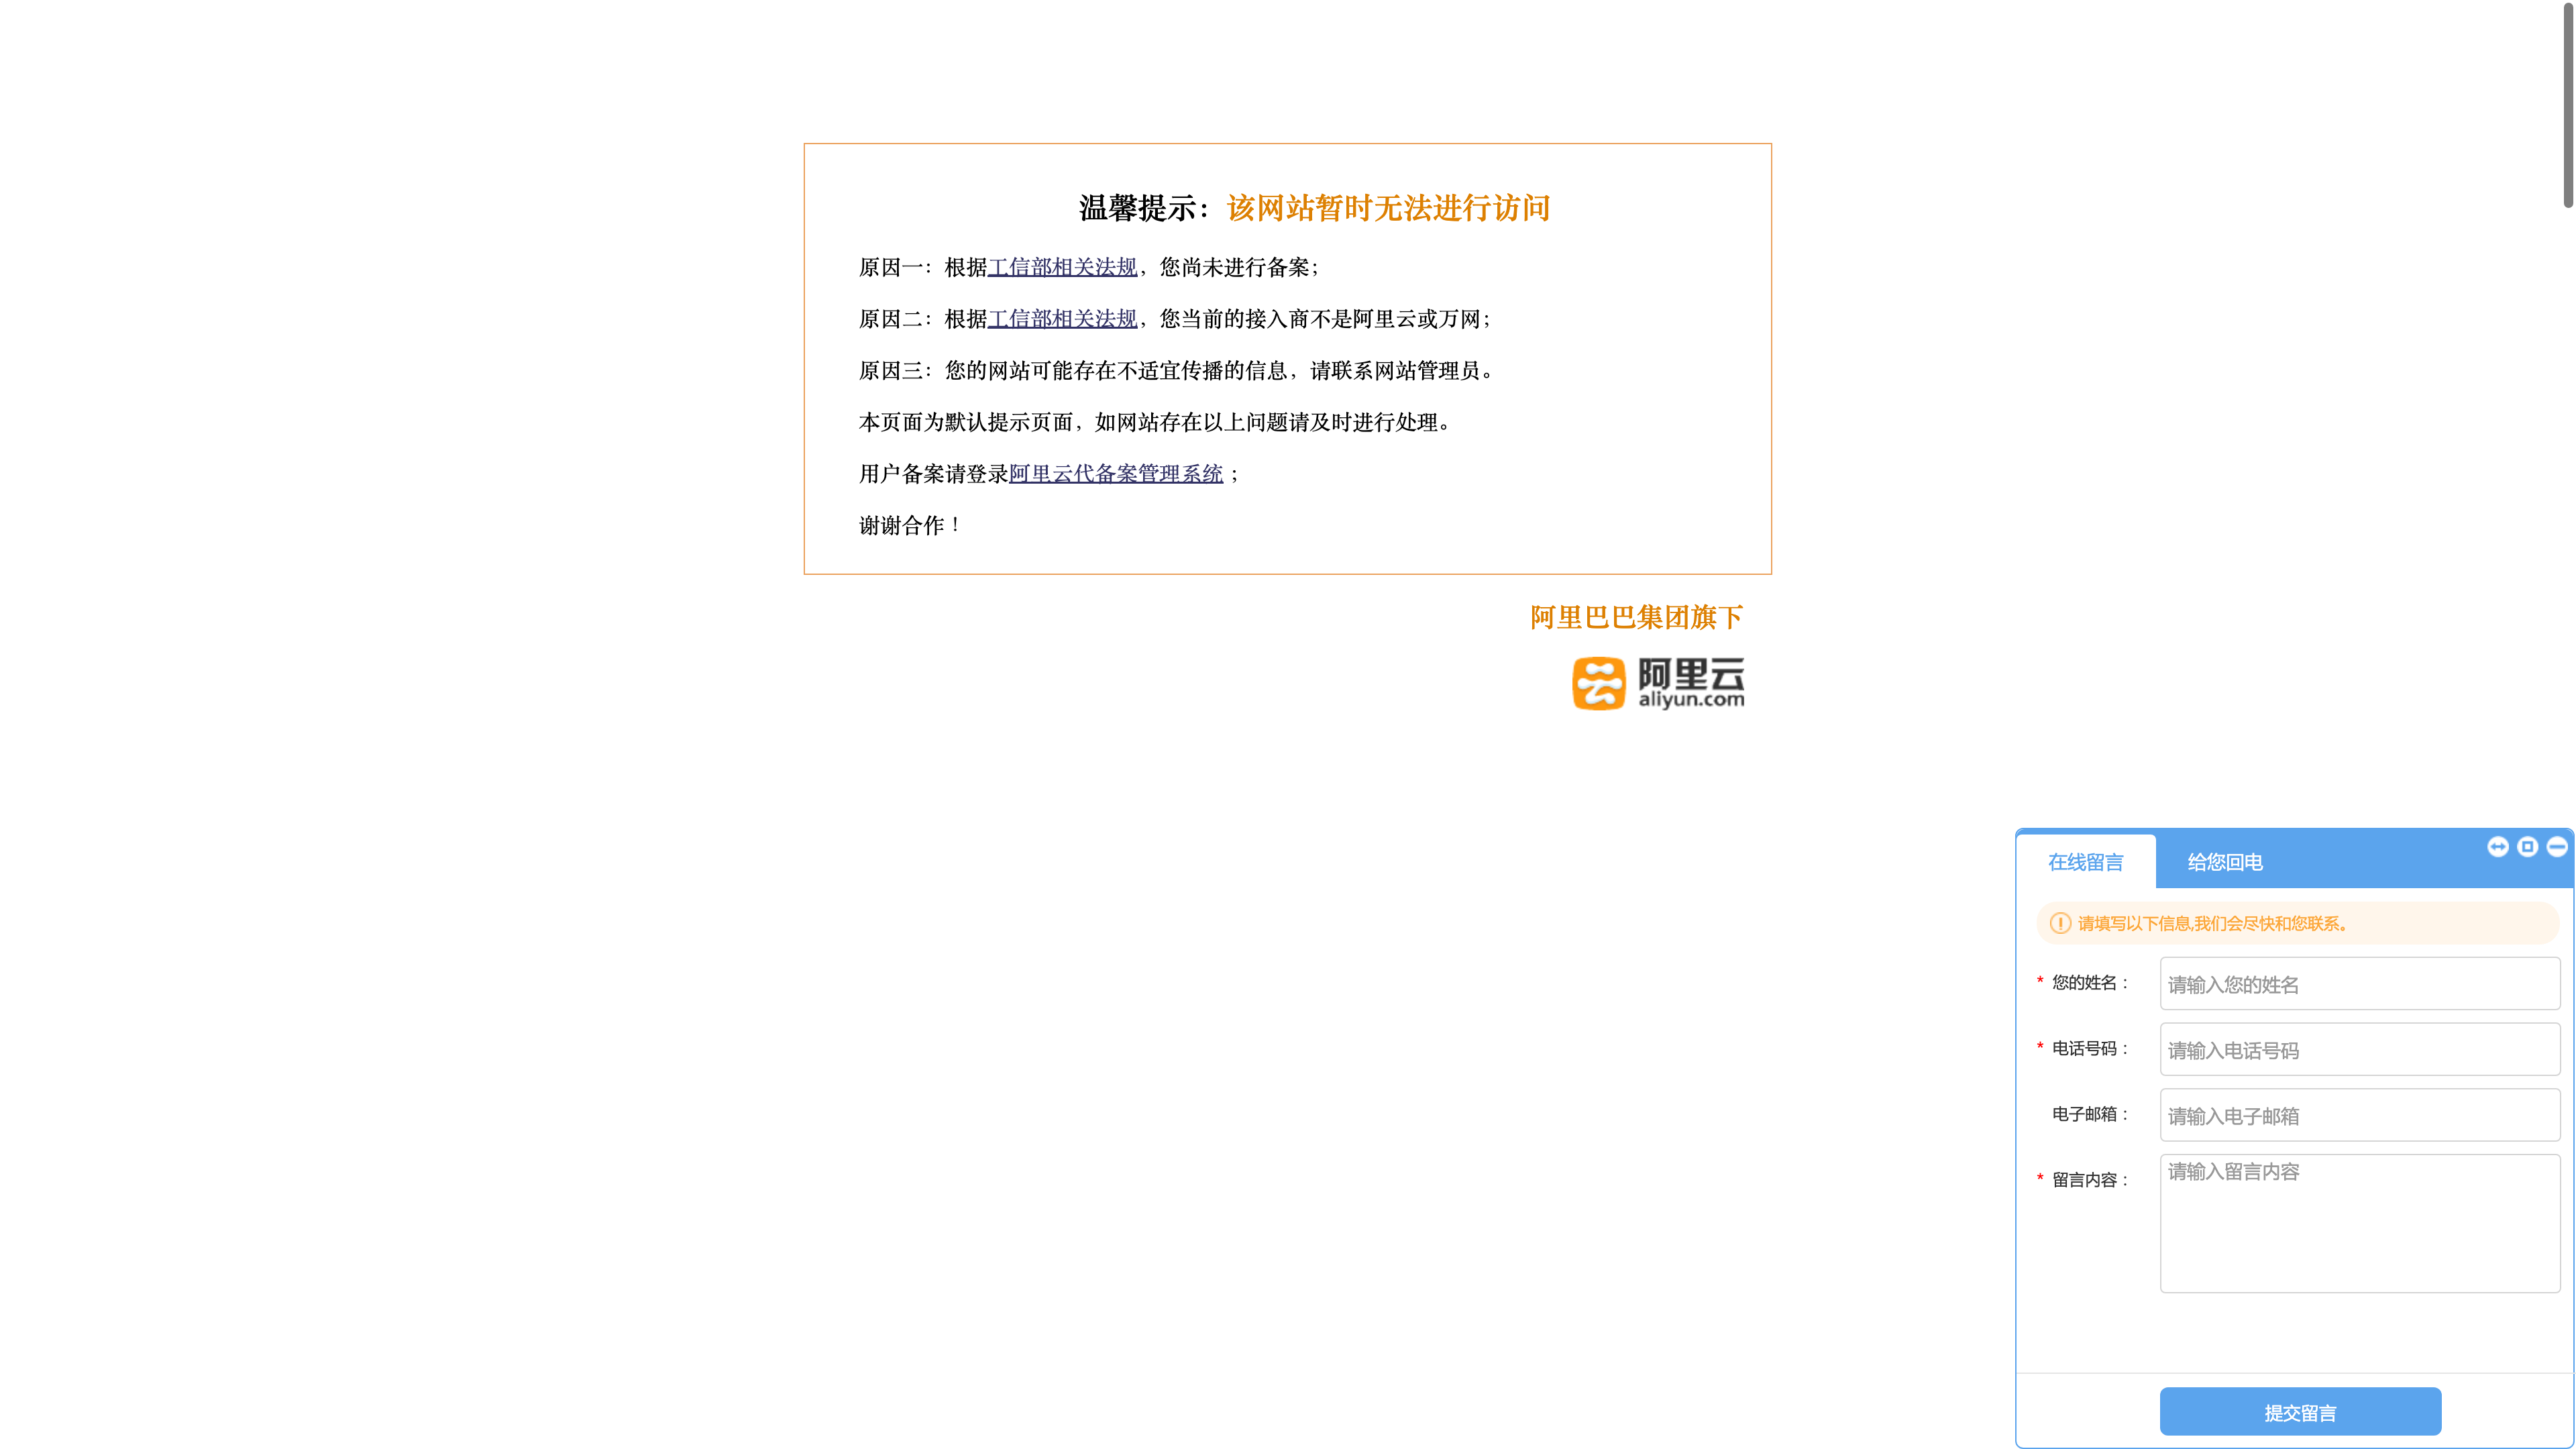 温馨提示：该网站暂时无法进行访问
原因一：根据工信部相关法规，您尚未进行备案；
原因二：根据工信部相关法规，您当前的接入商不是阿里云或万网；
原因三：您的网站可能存在不适宜传播的信息，请联系网站管理员。
本页面为默认提示页面，如网站存在以上问题请及时进行处理。
用户备案请登录阿里云代备案管理系统；
谢谢合作！
阿里巴巴集团旗下
阿里云
aliyun.com
在线留言 给您回电
请填写以下信息,我们会尽快和您联系。
* 您的姓名： 请输入您的姓名
* 电话号码： 请输入电话号码
电子邮箱： 请输入电子邮箱
* 留言内容： 请输入留言内容
提交留言